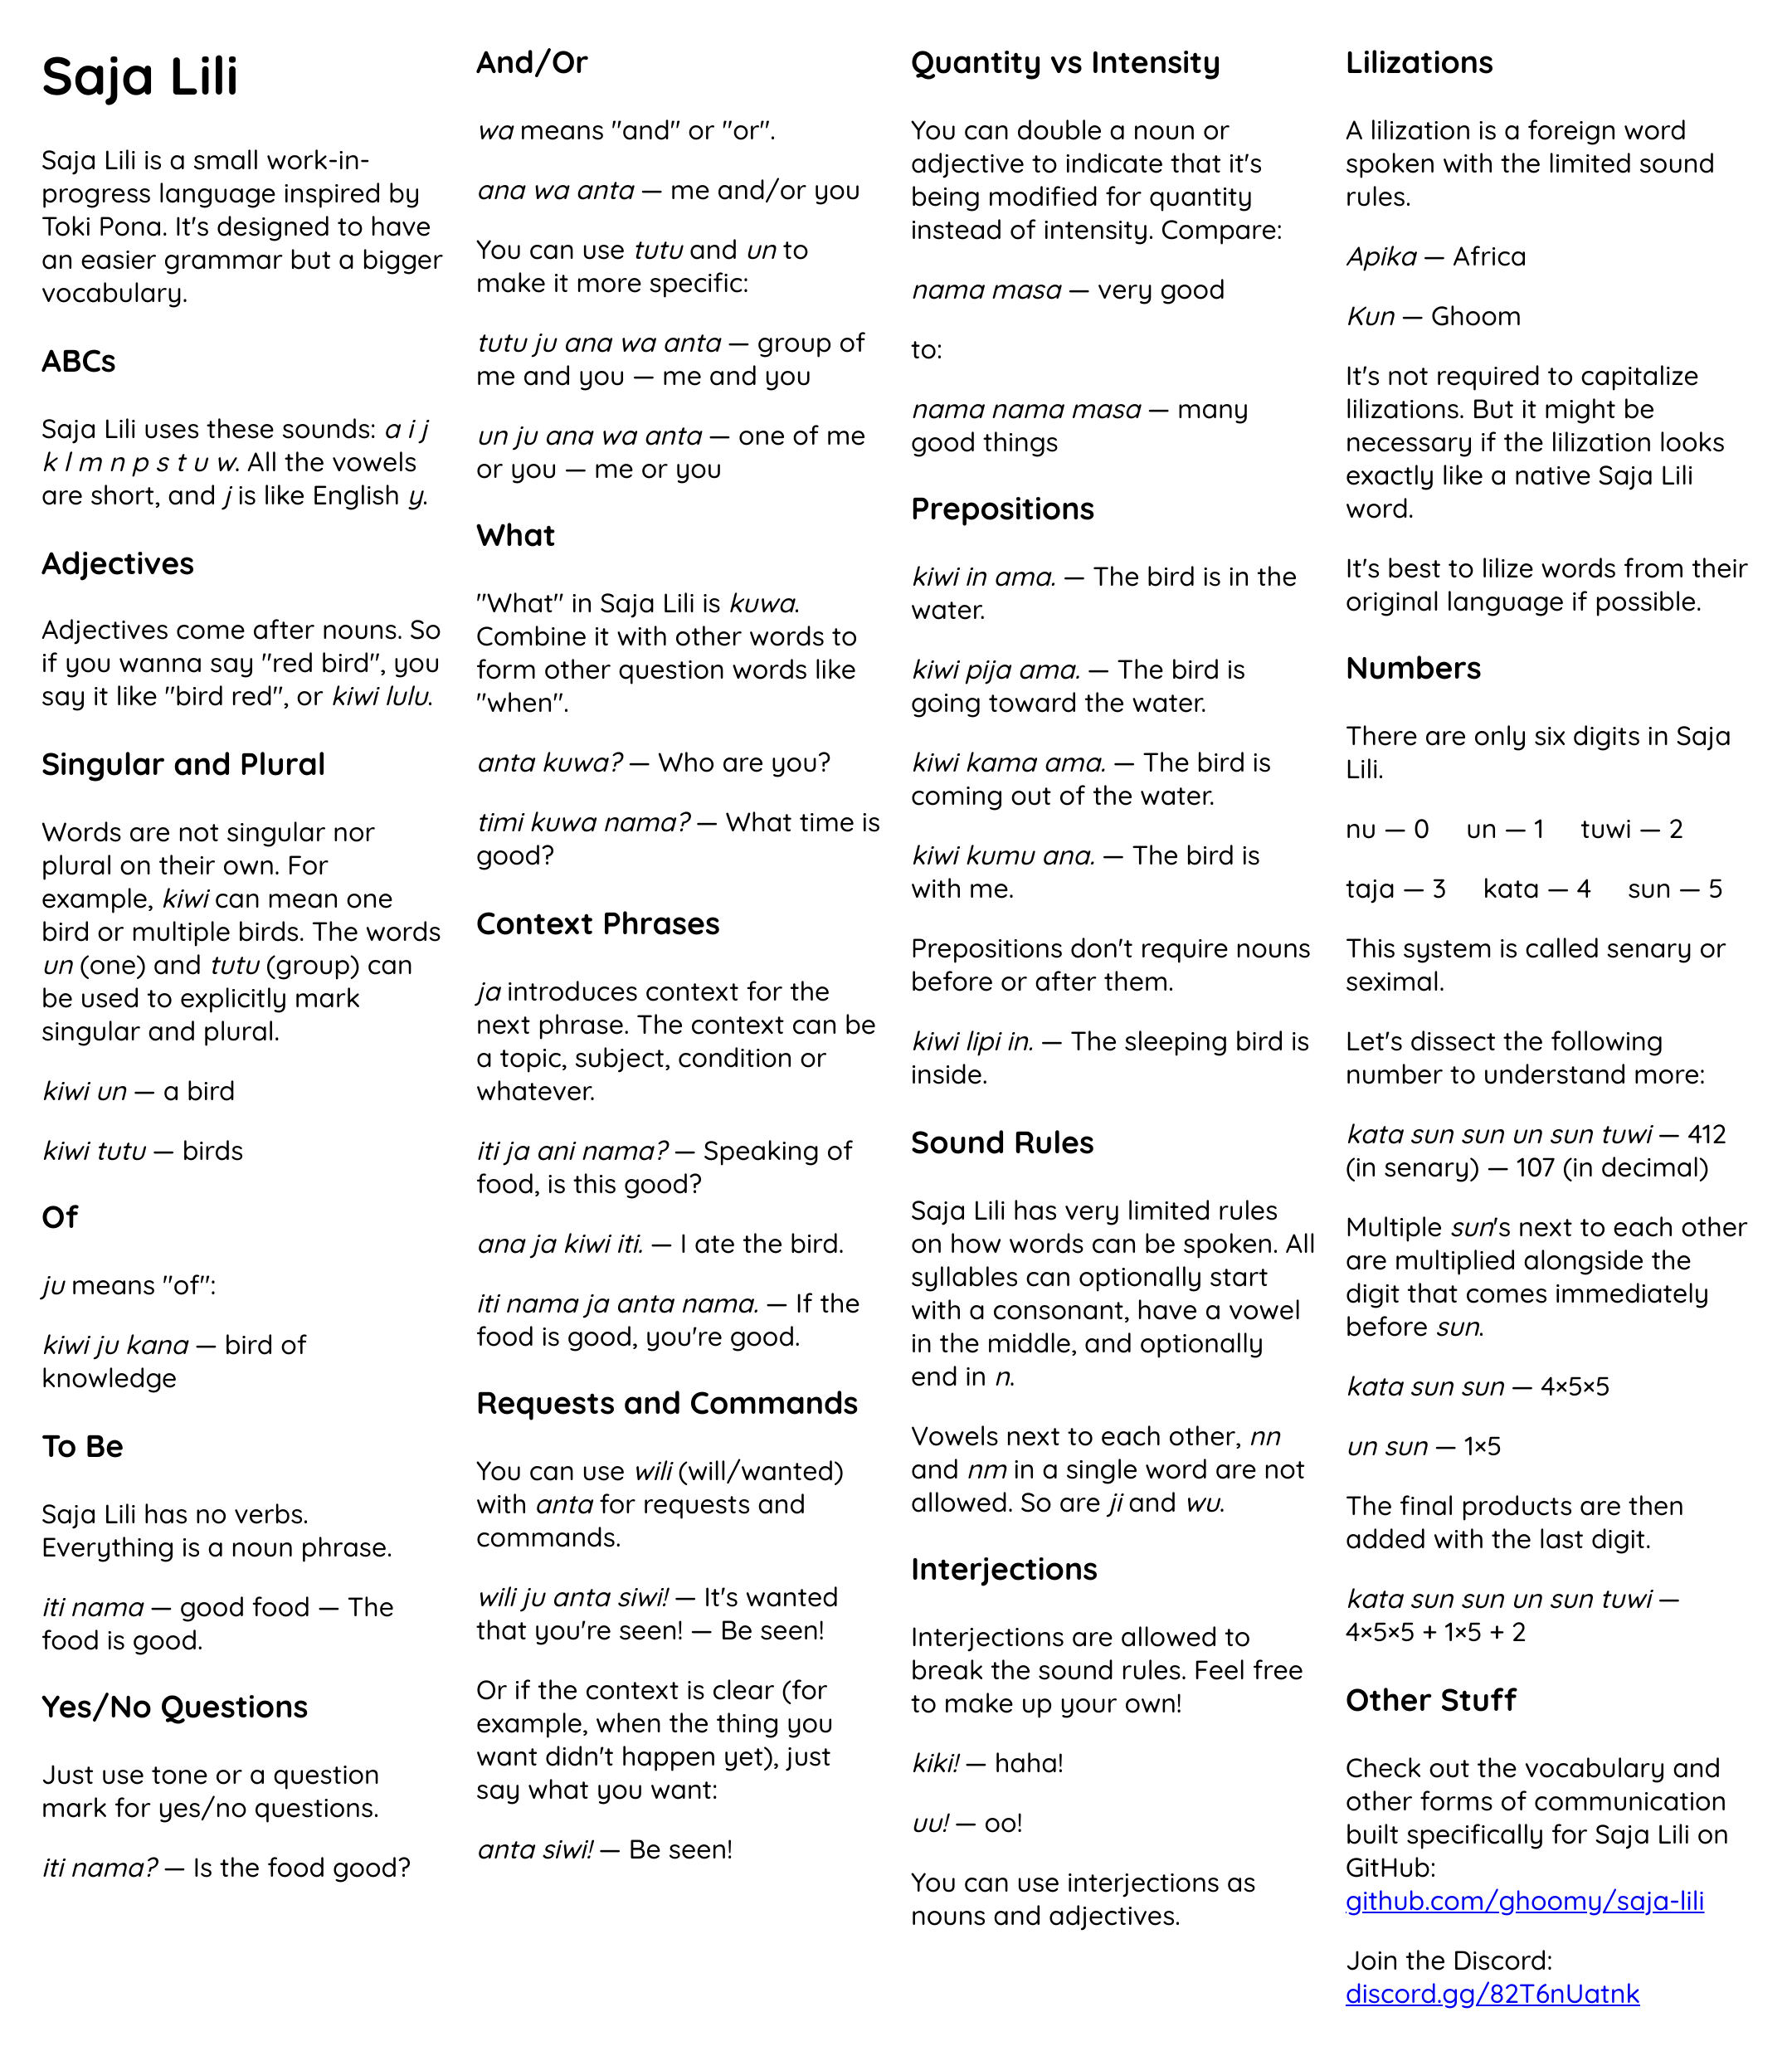 Saja Lili
Saja Lili is a small work-in-
progress language inspired by
Toki Pona. It's designed to have
an easier grammar but a bigger
vocabulary.
ABCs
Saja Lili uses these sounds: a i j
k l m n p s t u w. All the vowels
are short, and j is like English y.
Adjectives
Adjectives come after nouns. So
if you wanna say "red bird", you
say it like "bird red", or kiwi lulu.
Singular and Plural
Words are not singular nor
plural on their own. For
example, kiwi can mean one
bird or multiple birds. The words
un (one) and tutu (group) can
be used to explicitly mark
singular and plural.
kiwi un — a bird
kiwi tutu — birds
Of
ju means "of":
kiwi ju kana — bird of
knowledge
To Be
Saja Lili has no verbs.
Everything is a noun phrase.
iti nama — good food — The
food is good.
Yes/No Questions
Just use tone or a question
mark for yes/no questions.
iti nama? — Is the food good?
And/Or
wa means "and" or "or".
ana wa anta — me and/or you
You can use tutu and un to
make it more specific:
tutu ju ana wa anta — group of
me and you — me and you
un ju ana wa anta — one of me
or you — me or you
What
"What" in Saja Lili is kuwa.
Combine it with other words to
form other question words like
"when".
anta kuwa? — Who are you?
timi kuwa nama? — What time is
good?
Context Phrases
ja introduces context for the
next phrase. The context can be
a topic, subject, condition or
whatever.
iti ja ani nama? — Speaking of
food, is this good?
ana ja kiwi iti. — I ate the bird.
iti nama ja anta nama. — If the
food is good, you're good.
Requests and Commands
You can use wili (will/wanted)
with anta for requests and
commands.
wili ju anta siwi! — It's wanted
that you're seen! — Be seen!
Or if the context is clear (for
example, when the thing you
want didn't happen yet), just
say what you want:
anta siwi! — Be seen!
Quantity vs Intensity
You can double a noun or
adjective to indicate that it's
being modified for quantity
instead of intensity. Compare:
nama masa — very good
to:
nama nama masa — many
good things
Prepositions
kiwi in ama. — The bird is in the
water.
kiwi pija ama. — The bird is
going toward the water.
kiwi kama ama. — The bird is
coming out of the water.
kiwi kumu ana. — The bird is
with me.
Prepositions don't require nouns
before or after them.
kiwi lipi in. — The sleeping bird is
inside.
Sound Rules
Saja Lili has very limited rules
on how words can be spoken. All
syllables can optionally start
with a consonant, have a vowel
in the middle, and optionally
end in n.
Vowels next to each other, nn
and nm in a single word are not
allowed. So are ji and wu.
Interjections
Interjections are allowed to
break the sound rules. Feel free
to make up your own!
kiki! — haha!
uu! — oo!
You can use interjections as
nouns and adjectives.
Lilizations
A lilization is a foreign word
spoken with the limited sound
rules.
Apika — Africa
Kun — Ghoom
It's not required to capitalize
lilizations. But it might be
necessary if the lilization looks
exactly like a native Saja Lili
word.
It's best to lilize words from their
original language if possible.
Numbers
There are only six digits in Saja
Lili.
nu — 0 un — 1 tuwi — 2
taja — 3 kata — 4 sun — 5
This system is called senary or
seximal.
Let's dissect the following
number to understand more:
kata sun sun un sun tuwi — 412
(in senary) — 107 (in decimal)
Multiple sun's next to each other
are multiplied alongside the
digit that comes immediately
before sun.
kata sun sun — 4×5×5
un sun — 1×5
The final products are then
added with the last digit.
kata sun sun un sun tuwi —
4×5×5 + 1×5 + 2
Other Stuff
Check out the vocabulary and
other forms of communication
built specifically for Saja Lili on
GitHub:
github.com/ghoomy/saja-lili
Join the Discord:
discord.gg/82T6nUatnk